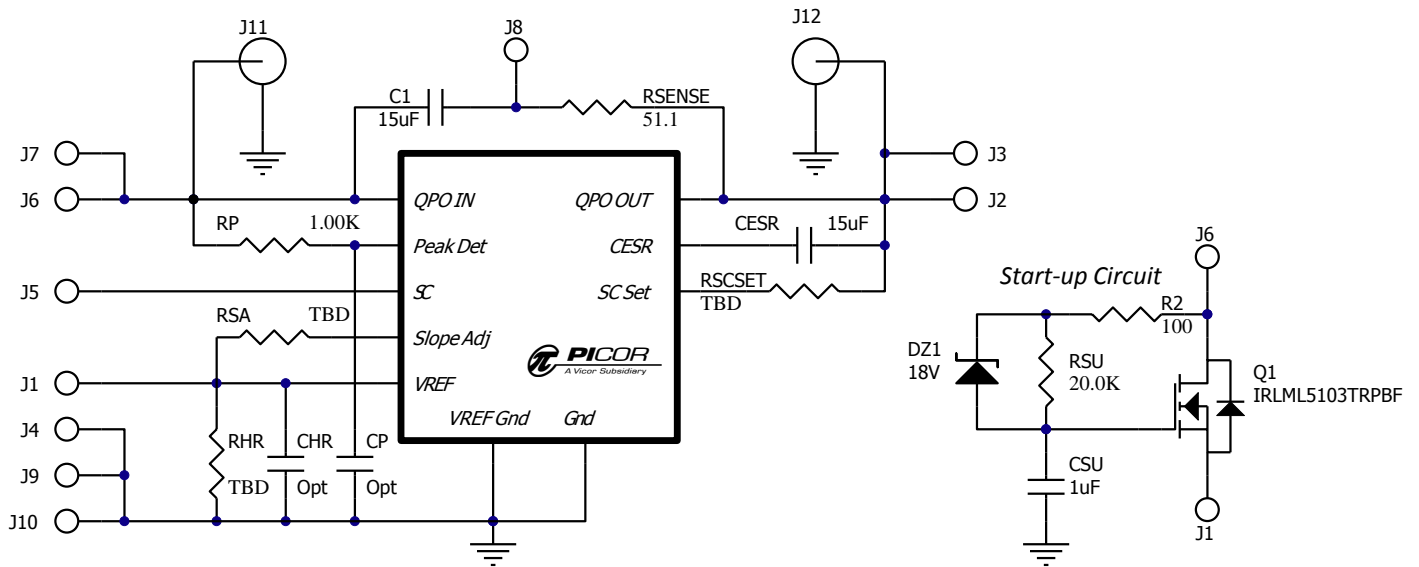 J11
J8
J12
C1
15uF
RSENSE
51.1
J7
J3
J6
QPO IN
QPO OUT
J2
RP
1.00K
Peak Det
CESR
CESR
15uF
J5
SC
SC Set
RSCSET
TBD
RSA
TBD
Slope Adj
π PICOR
A Vicor Subsidiary
J1
VREF
VREF Gnd
Gnd
J4
J9
J10
RHR
TBD
CHR
Opt
CP
Opt
J6
Start-up Circuit
R2
100
DZ1
18V
RSU
20.0K
Q1
IRLML5103TRPBF
CSU
1uF
J1